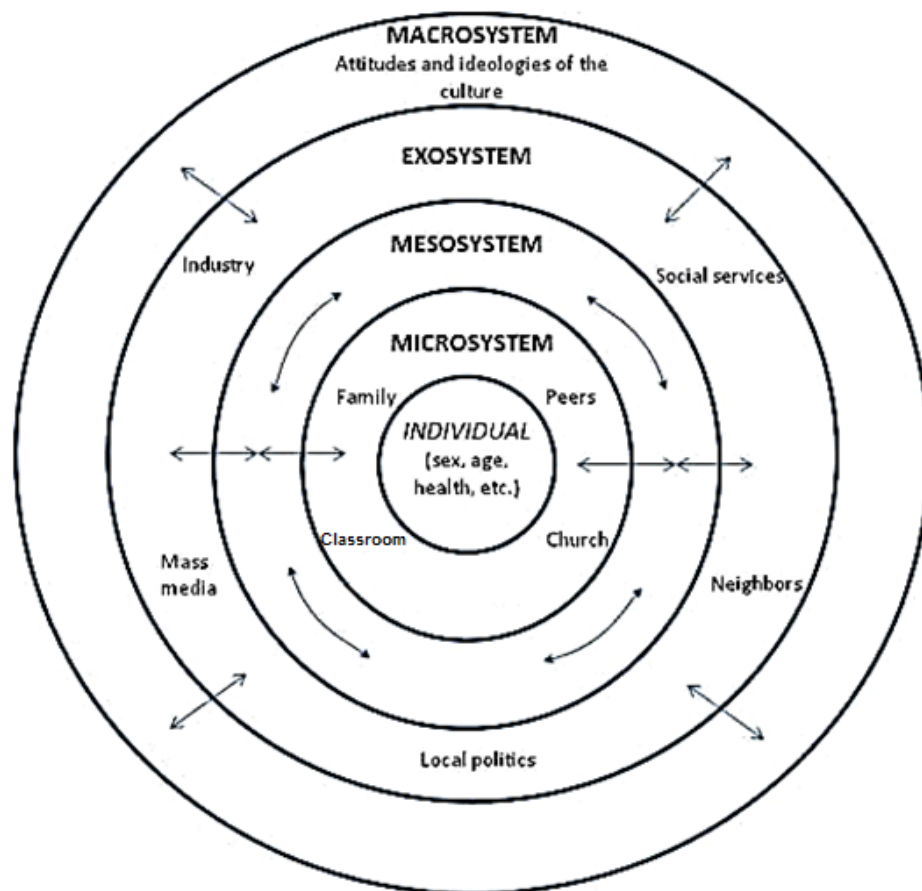 MACROSYSTEM
Attitudes and ideologies of the
culture
EXOSYSTEM
MESOSYSTEM
Industry
Social services
MICROSYSTEM
Family
Peers
INDIVIDUAL
(sex, age,
health, etc.)
Classroom
Church
Mass
media
Neighbors
Local politics